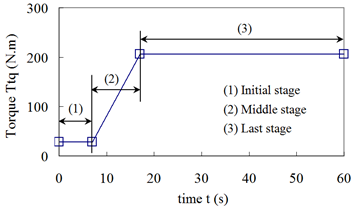 300
200
100
0
Torque Ttq (N.m)
(3)
(2)
(1)
(1) Initial stage
(2) Middle stage
(3) Last stage
0 10 20 30 40 50 60
time t (s)